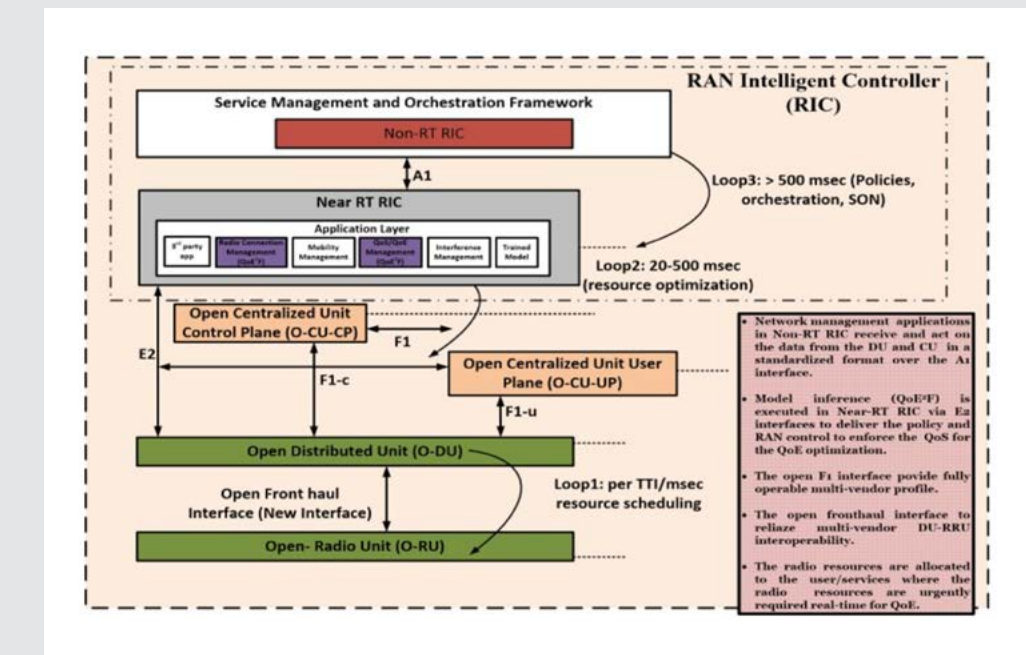 RAN Intelligent Controller
(RIC)
Service Management and Orchestration Framework
Non-RT RIC
A1
Loop3: > 500 msec (Policies,
orchestration, SON)
Near RT RIC
Application Layer
3rd party
app
Radio Connection
Management
(QoE²F)
Mobility
Management
QoS/QoE
Management
(QoE²F)
Interference
Management
Trained
Model
Loop2: 20-500 msec
(resource optimization)
Open Centralized Unit
Control Plane (O-CU-CP)
F1
E2
F1-c
Open Centralized Unit User
Plane (O-CU-UP)
F1-u
Open Distributed Unit (O-DU)
Loop1: per TTI/msec
resource scheduling
Open Front haul
Interface (New Interface)
Open- Radio Unit (O-RU)
• Network management applications
in Non-RT RIC receive and act on
the data from the DU and CU in a
standardized format over the A1
interface.
• Model inference (QoE²F) is
executed in Near-RT RIC via E2
interfaces to deliver the policy and
RAN control to enforce the QoS for
the QoE optimization.
• The open F1 interface povide fully
operable multi-vendor profile.
• The open fronthaul interface to
reliaze multi-vendor DU-RRU
interoperability.
• The radio resources are allocated
to the user/services where the
radio resources are urgently
required real-time for QoE.